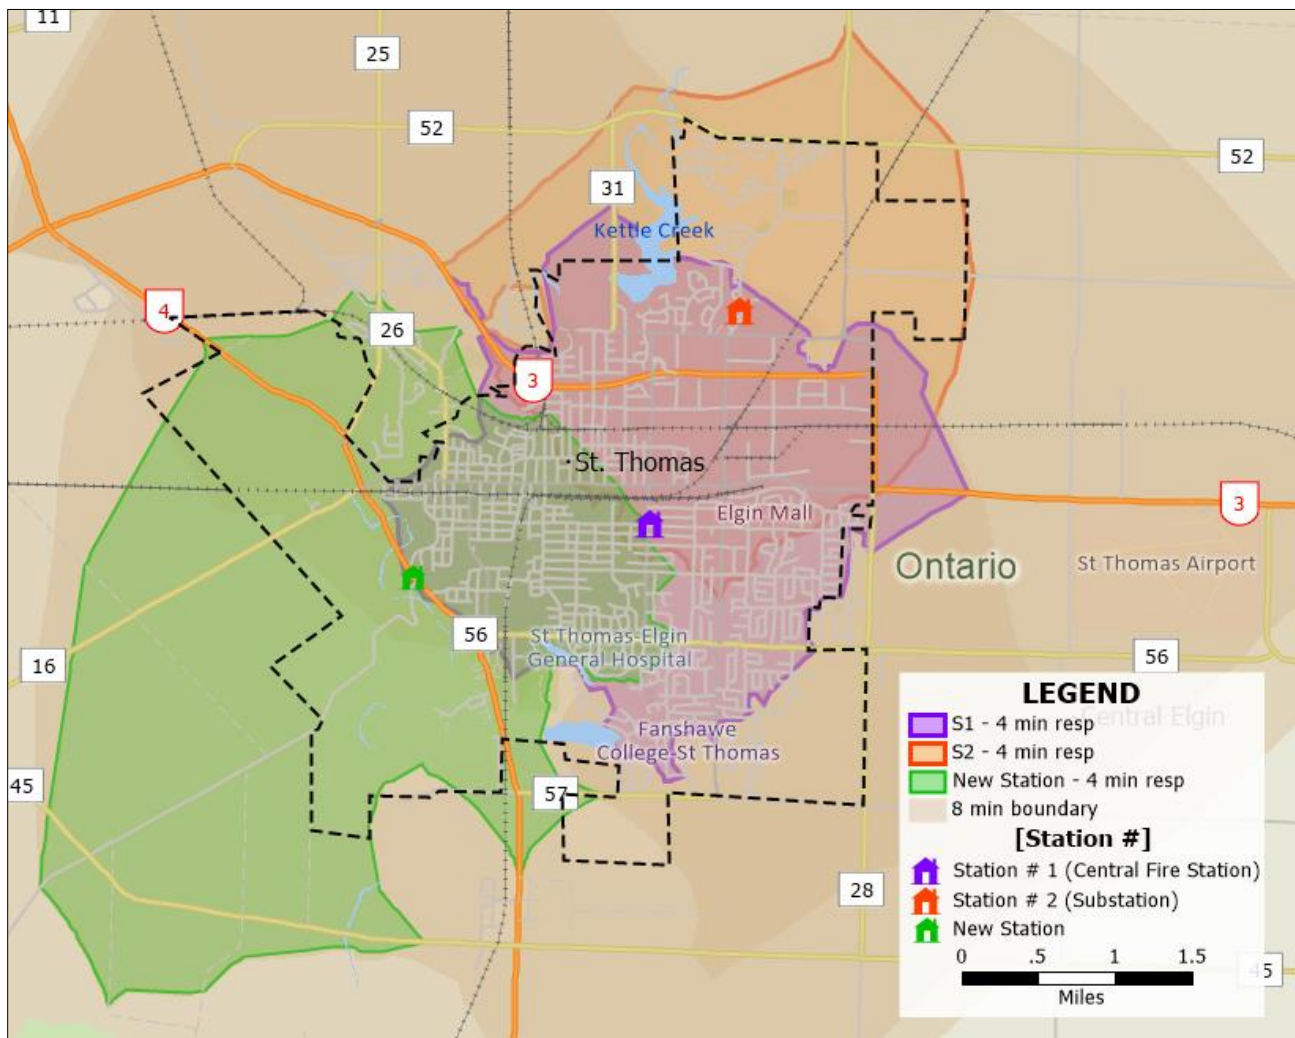 11
25
52
52
31
Kettle Creek
4
26
3
St. Thomas
Elgin Mall
3
Ontario
St Thomas Airport
56
St Thomas-Elgin
General Hospital
56
16
Fanshawe
College-St Thomas
45
57
28
LEGEND
S1 - 4 min resp
S2 - 4 min resp
Central Elgin
New Station - 4 min resp
8 min boundary
[Station #]
Station # 1 (Central Fire Station)
Station # 2 (Substation)
New Station
0 .5 1 1.5
Miles
45